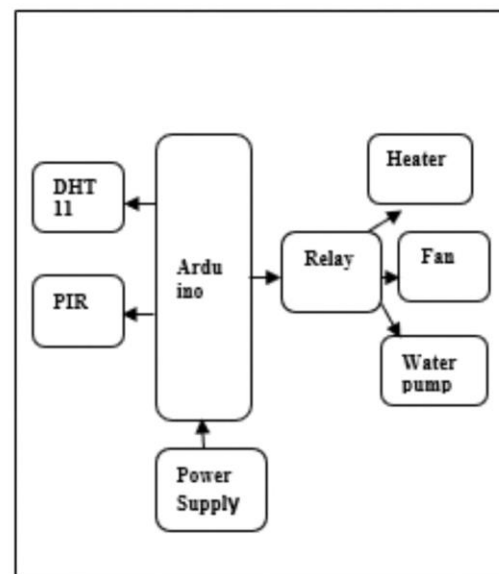 DHT
11
PIR
Ardu
ino
Power
Supply
Relay
Heater
Fan
Water
pump